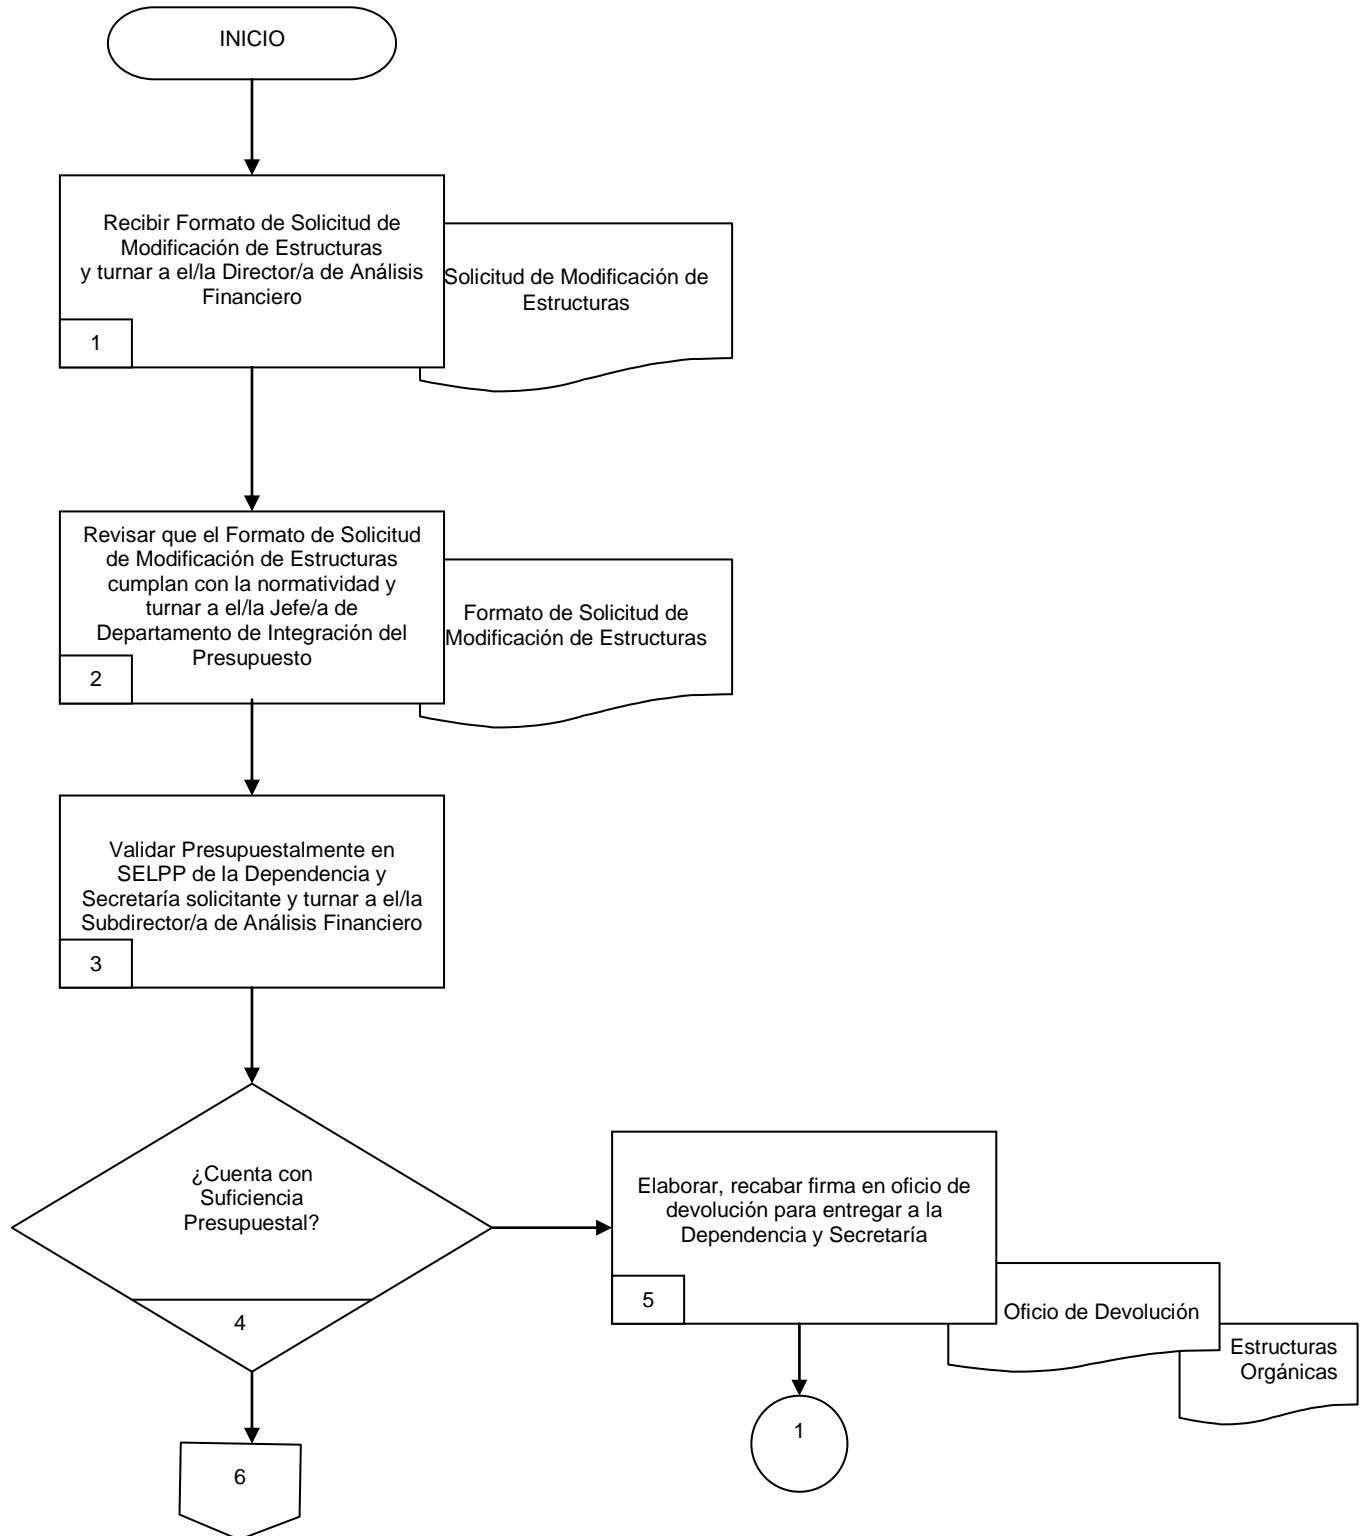 INICIO
Recibir Formato de Solicitud de
Modificación de Estructuras
y turnar a el/la Director/a de Análisis
Financiero
1
Solicitud de Modificación de
Estructuras
Revisar que el Formato de Solicitud
de Modificación de Estructuras
cumplan con la normatividad y
turnar a el/la Jefe/a de
Departamento de Integración del
Presupuesto
2
Formato de Solicitud de
Modificación de Estructuras
Validar Presupuestalmente en
SELPP de la Dependencia y
Secretaría solicitante y turnar a el/la
Subdirector/a de Análisis Financiero
3
¿Cuenta con
Suficiencia
Presupuestal?
4
Elaborar, recabar firma en oficio de
devolución para entregar a la
Dependencia y Secretaría
5
Oficio de Devolución
Estructuras
Orgánicas
1
6